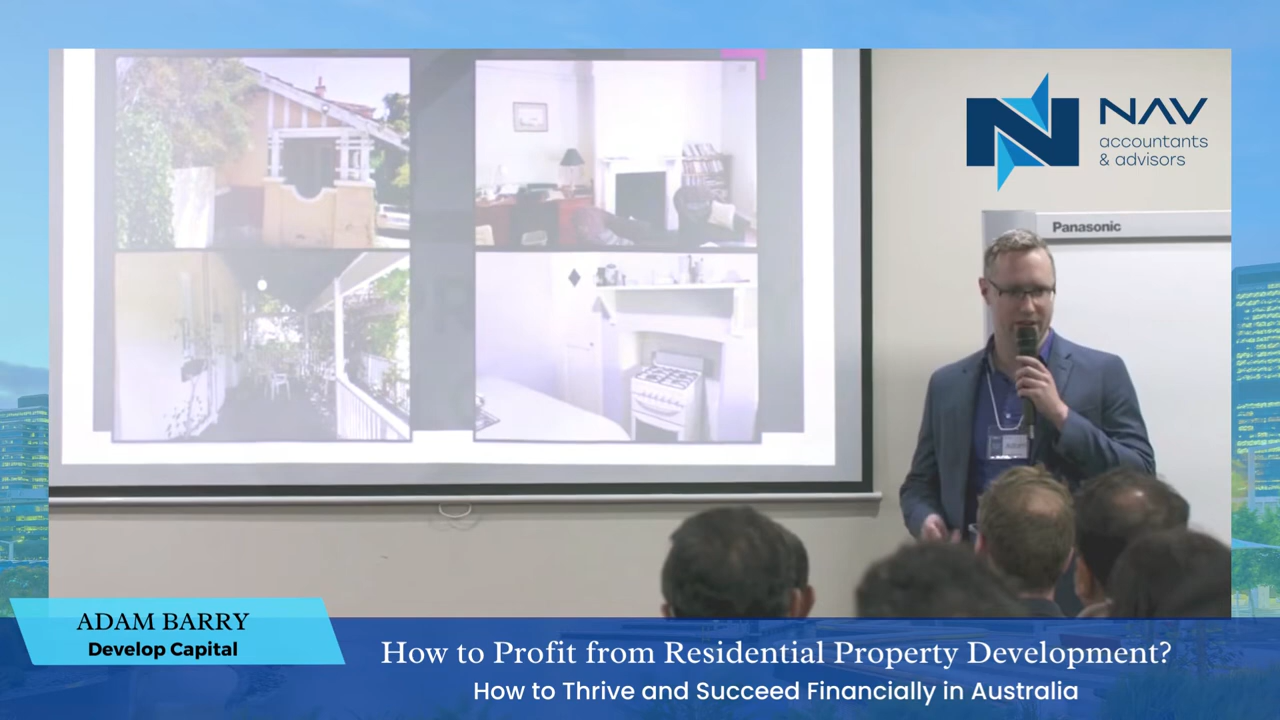 NAV
accountants
& advisors
Panasonic
ADAM BARRY
Develop Capital
How to Profit from Residential Property Development?
How to Thrive and Succeed Financially in Australia